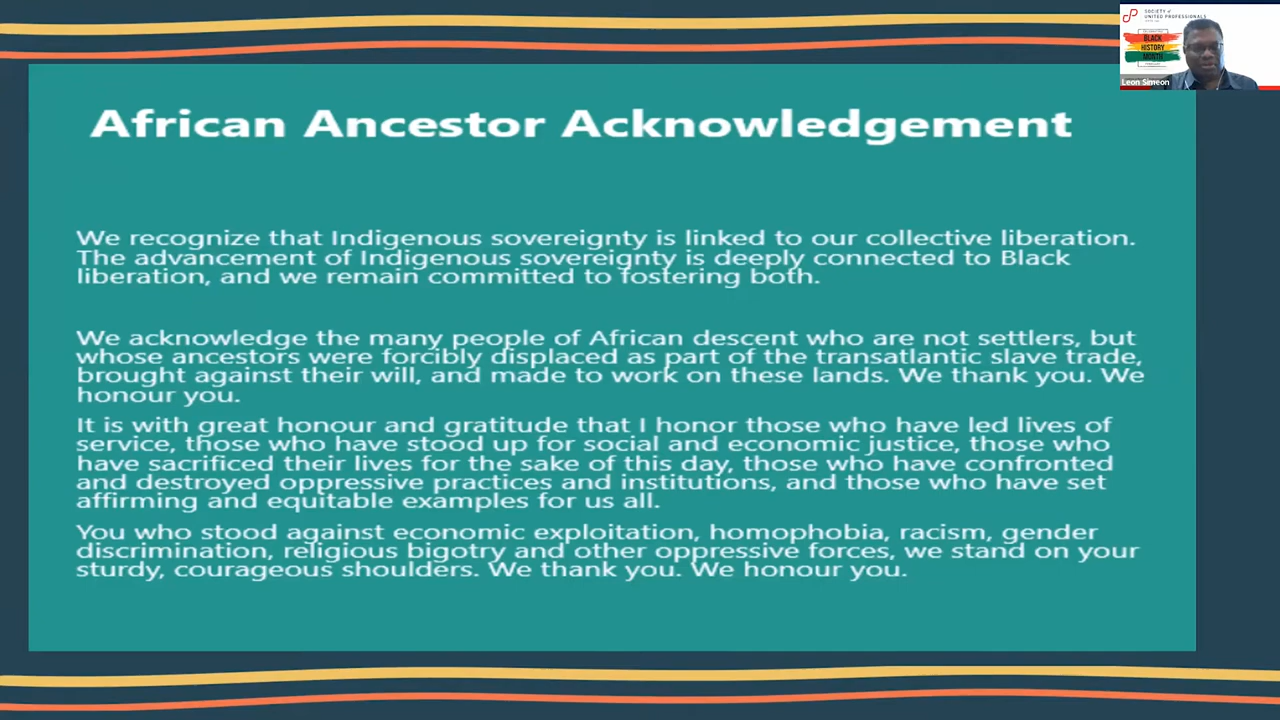 African Ancestor Acknowledgement
We recognize that Indigenous sovereignty is linked to our collective liberation.
The advancement of Indigenous sovereignty is deeply connected to Black
liberation, and we remain committed to fostering both.
We acknowledge the many people of African descent who are not settlers, but
whose ancestors were forcibly displaced as part of the transatlantic slave trade,
brought against their will, and made to work on these lands. We thank you. We
honour you.
It is with great honour and gratitude that I honor those who have led lives of
service, those who have stood up for social and economic justice, those who
have sacrificed their lives for the sake of this day, those who have confronted
and destroyed oppressive practices and institutions, and those who have set
affirming and equitable examples for us all.
You who stood against economic exploitation, homophobia, racism, gender
discrimination, religious bigotry and other oppressive forces, we stand on your
sturdy, courageous shoulders. We thank you. We honour you.
SOCIETY of
UNITED PROFESSIONALS
BLACK
HISTORY
MONTH
Leon Simeon